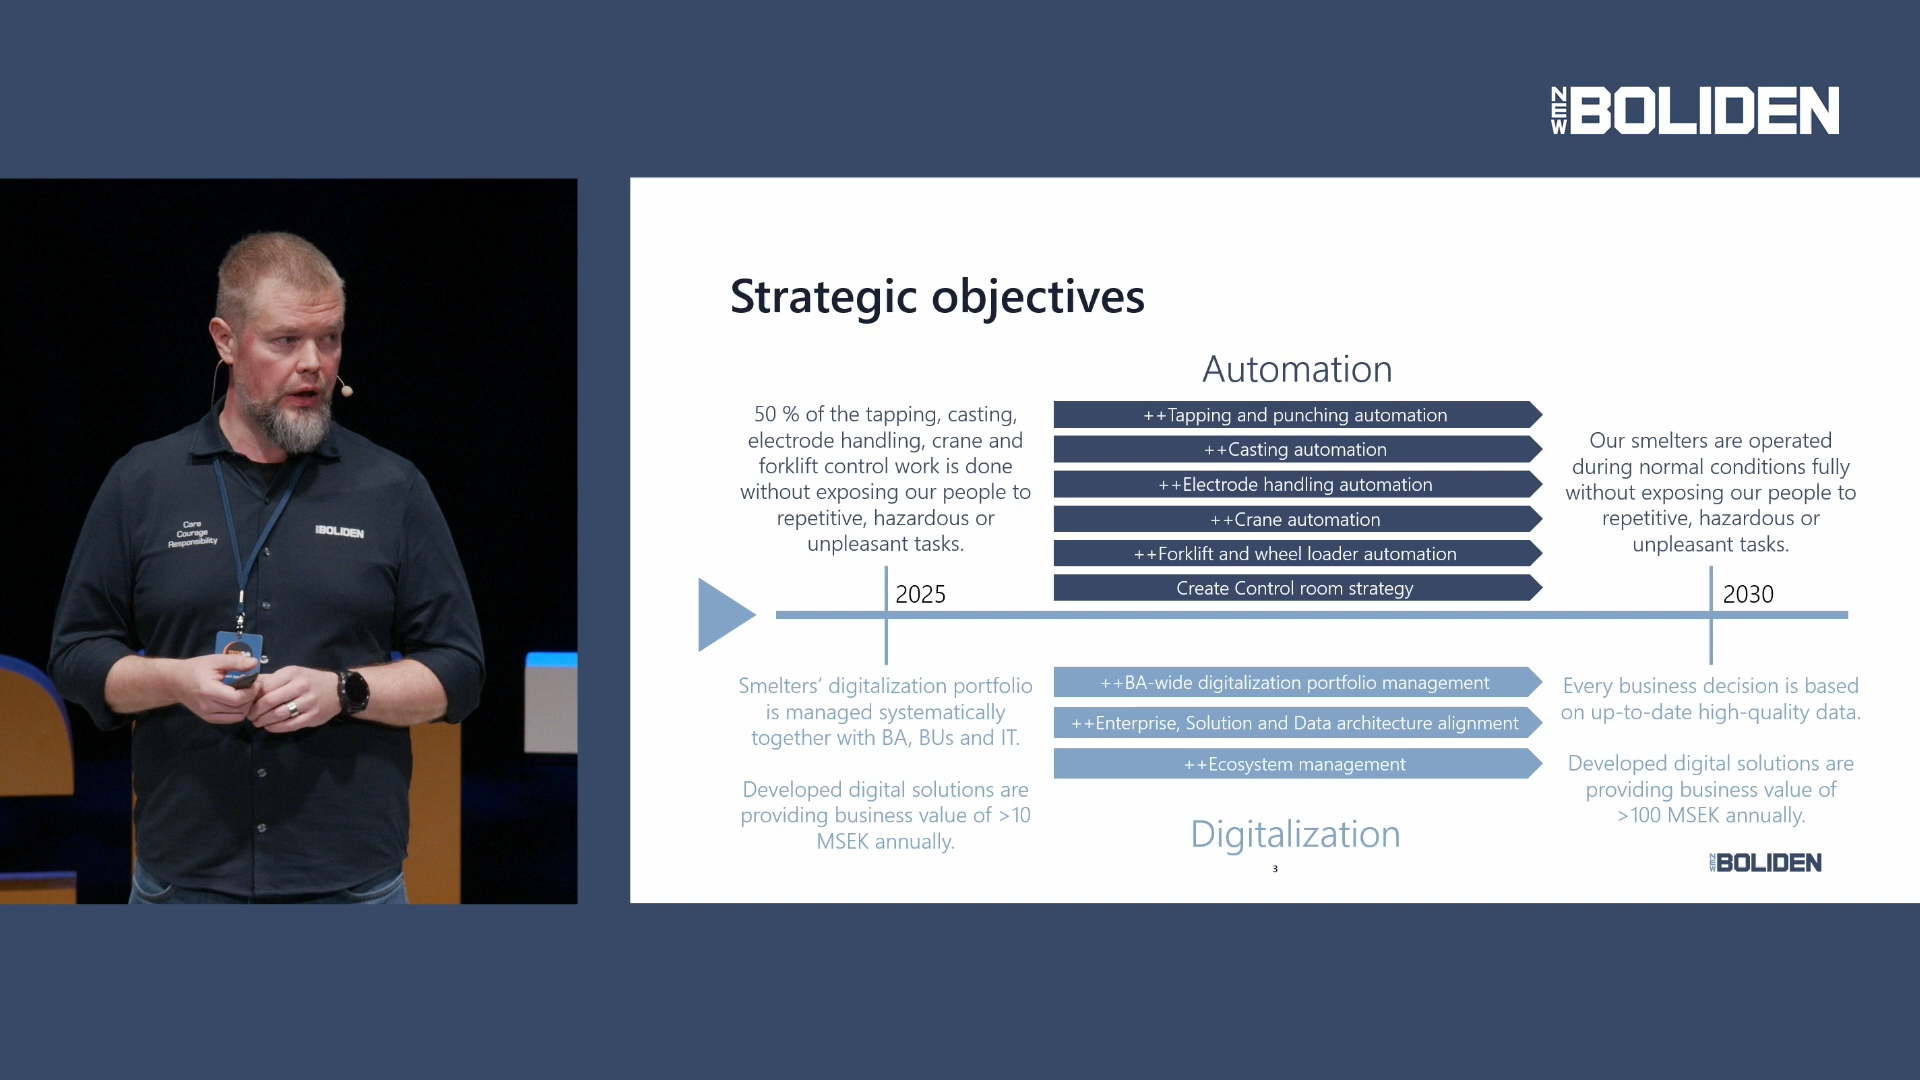 NEW BOLIDEN
Care
Courage
Responsibility
BOLIDEN
Strategic objectives
Automation
50 % of the tapping, casting,
electrode handling, crane and
forklift control work is done
without exposing our people to
repetitive, hazardous or
unpleasant tasks.
++Tapping and punching automation
++Casting automation
++Electrode handling automation
++Crane automation
++Forklift and wheel loader automation
Create Control room strategy
Our smelters are operated
during normal conditions fully
without exposing our people to
repetitive, hazardous or
unpleasant tasks.
2025
2030
Smelters‘ digitalization portfolio
is managed systematically
together with BA, BUs and IT.
Developed digital solutions are
providing business value of >10
MSEK annually.
++BA-wide digitalization portfolio management
++Enterprise, Solution and Data architecture alignment
++Ecosystem management
Every business decision is based
on up-to-date high-quality data.
Developed digital solutions are
providing business value of
>100 MSEK annually.
Digitalization
3
NEW BOLIDEN